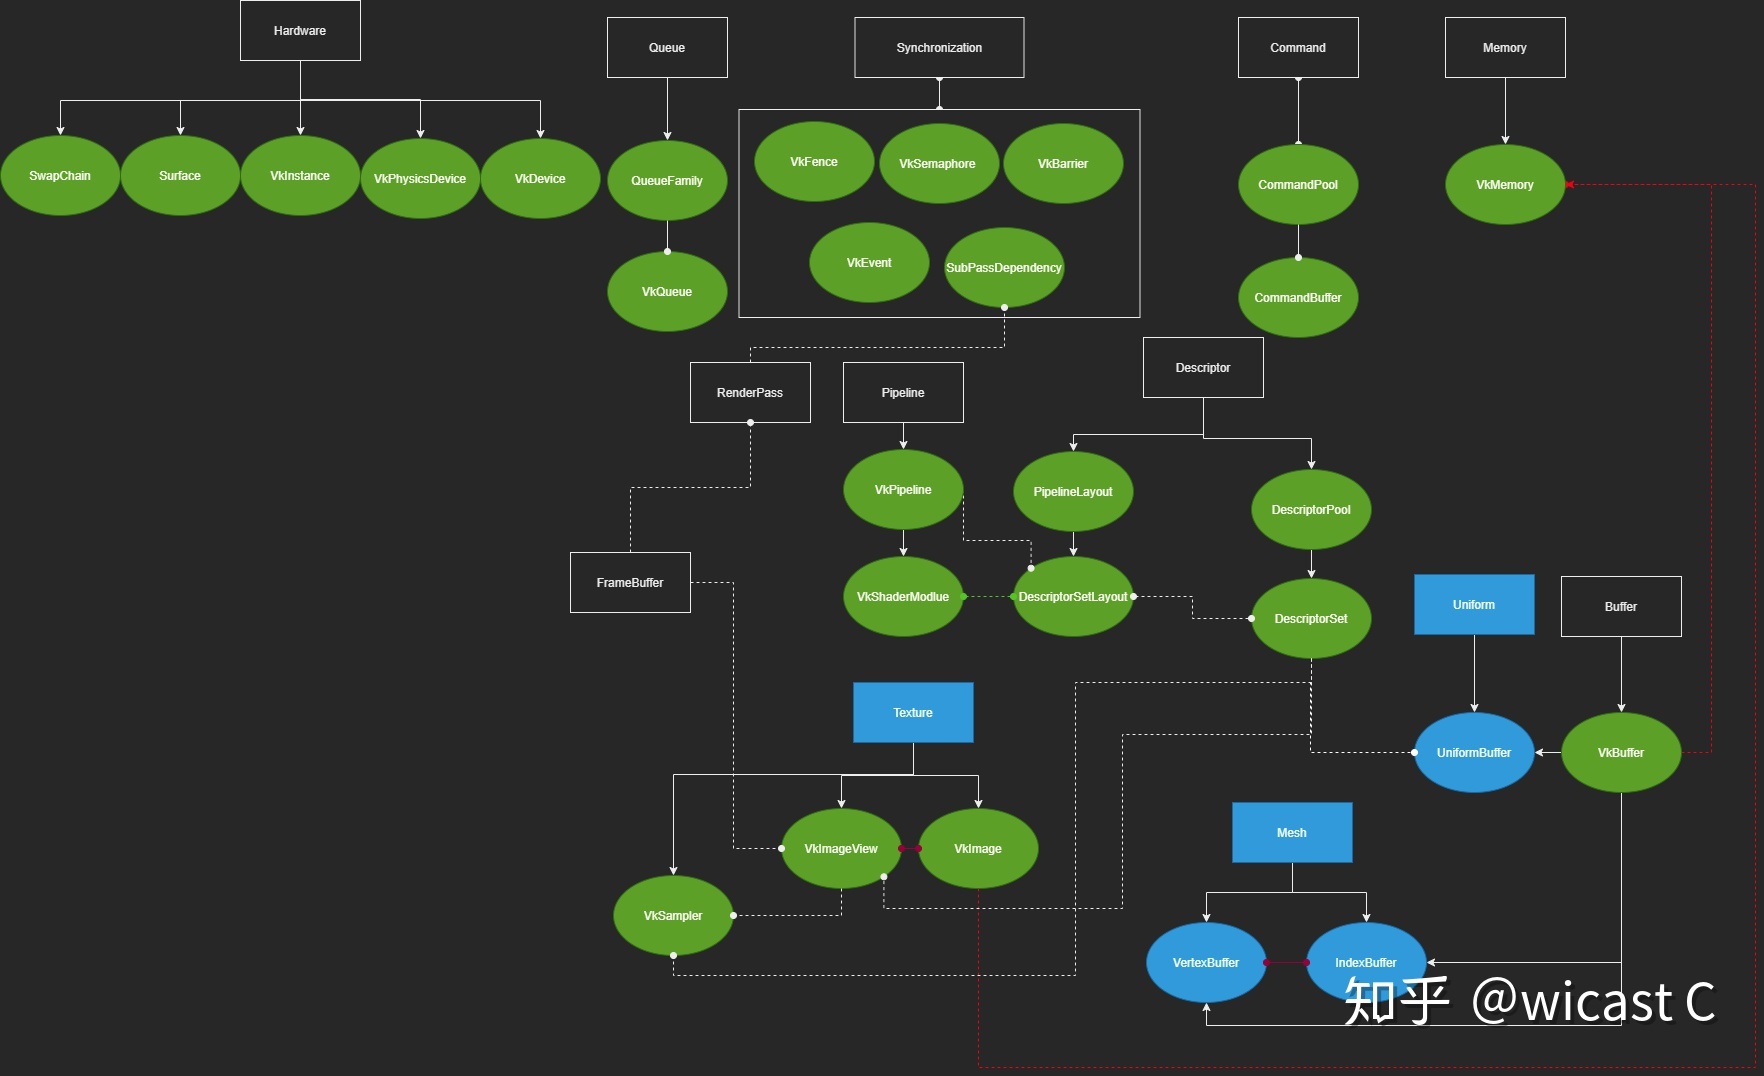 Hardware
Queue
Synchronization
Command
Memory
SwapChain
Surface
VkInstance
VkPhysicsDevice
VkDevice
QueueFamily
VkFence
VkSemaphore
VkBarrier
CommandPool
VkMemory
VkEvent
SubPassDependency
VkQueue
CommandBuffer
RenderPass
Pipeline
Descriptor
VkPipeline
PipelineLayout
DescriptorPool
FrameBuffer
VkShaderModlue
DescriptorSetLayout
DescriptorSet
Uniform
Buffer
Texture
UniformBuffer
VkBuffer
Mesh
VkImageView
VkImage
VkSampler
VertexBuffer
IndexBuffer
知乎 @wicast C